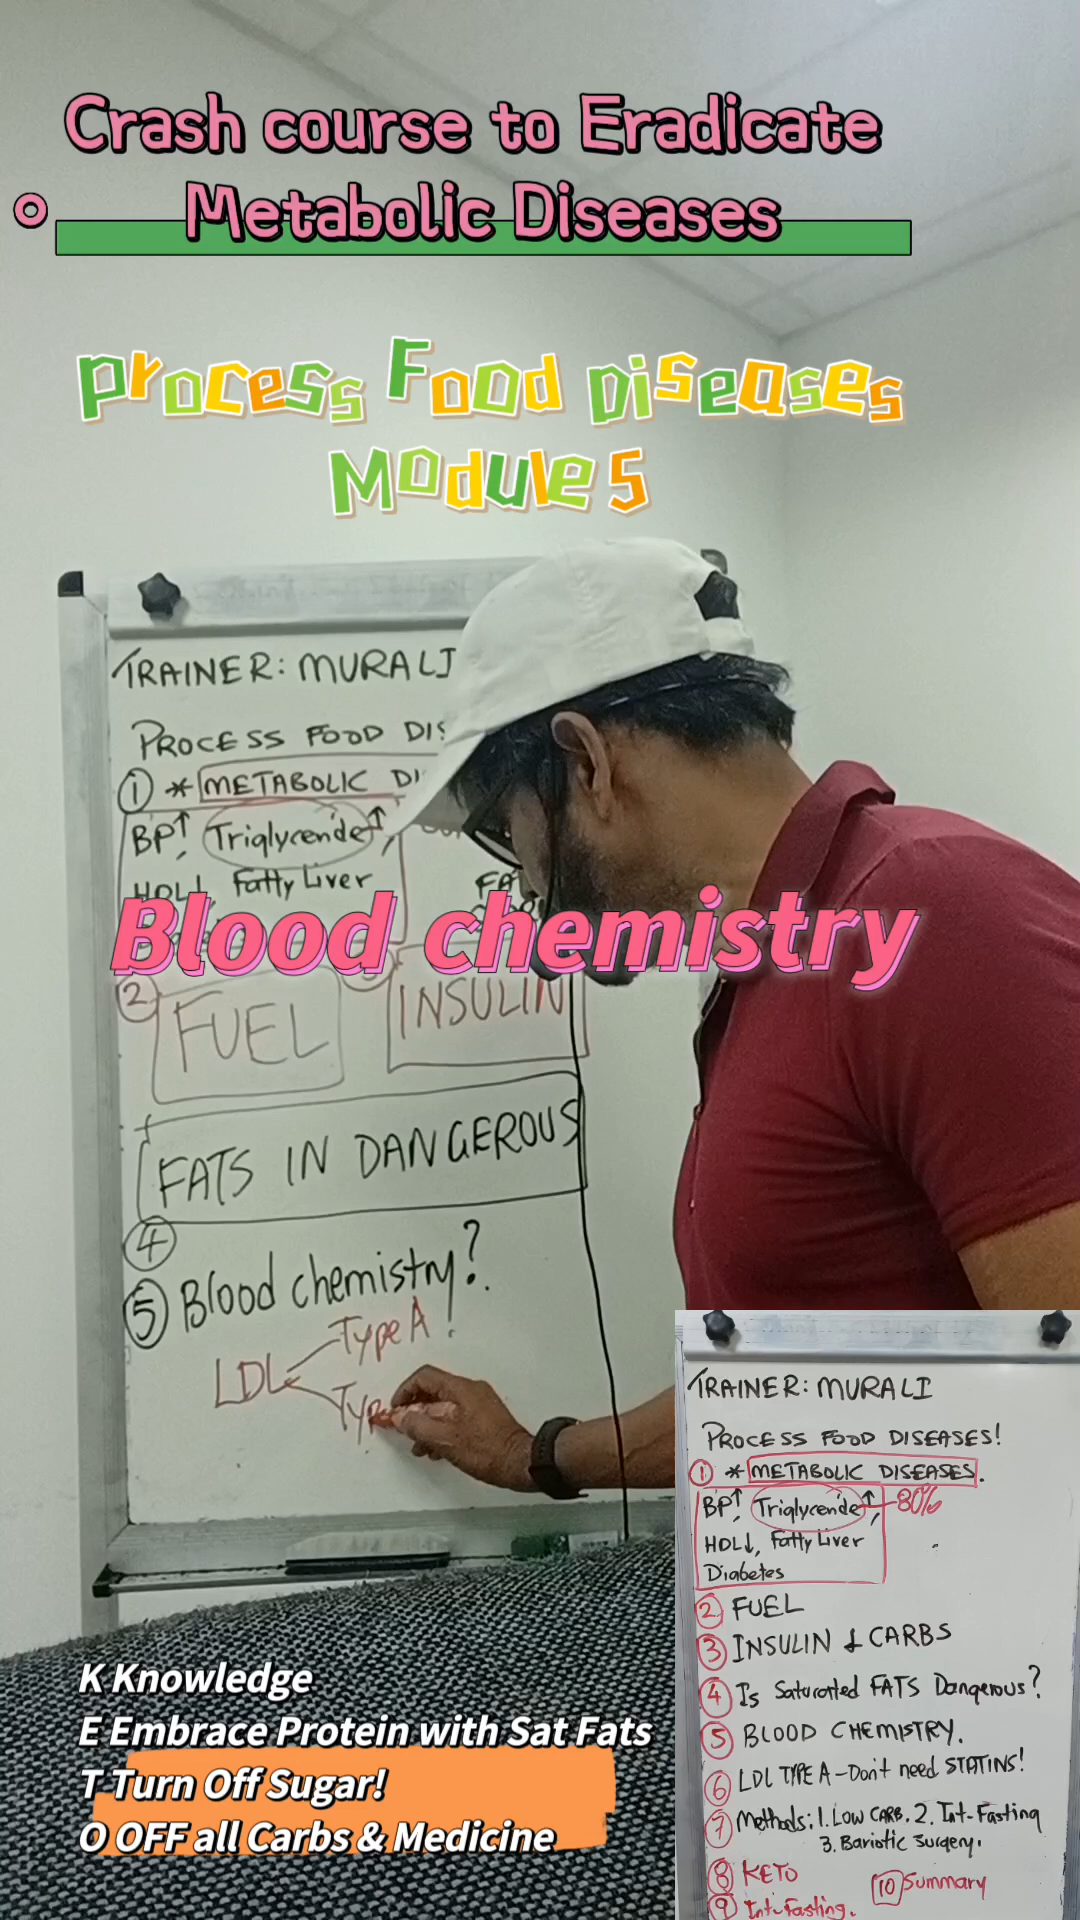 Crash course to Eradicate
Metabolic Diseases
Process Food Diseases
Module 5
TRAINER: MURALI
PROCESS FOOD DIS
① * METABOLIC DI
BP↑, Triglyceride↑,
HDL↓, Fatty Liver
FA
Blood chemistry
② FUEL
INSULIN
FATS IN DANGEROUS
④
⑤ Blood chemistry?
LDL Type A !
Type
K Knowledge
E Embrace Protein with Sat Fats
T Turn Off Sugar!
O OFF all Carbs & Medicine
TRAINER: MURALI
PROCESS FOOD DISEASES!
① * METABOLIC DISEASES.
BP↑, Triglyceride↑, 80%
HDL↓, Fatty Liver
Diabetes
② FUEL
③ INSULIN & CARBS
④ Is Saturated FATS Dangerous?
⑤ BLOOD CHEMISTRY.
⑥ LDL TYPE A - Don't need STATINS!
⑦ Methods: 1. LOW CARB. 2. Int-Fasting
3. Bariatic Surgery.
⑧ KETO
10 Summary
⑨ Int-Fasting.